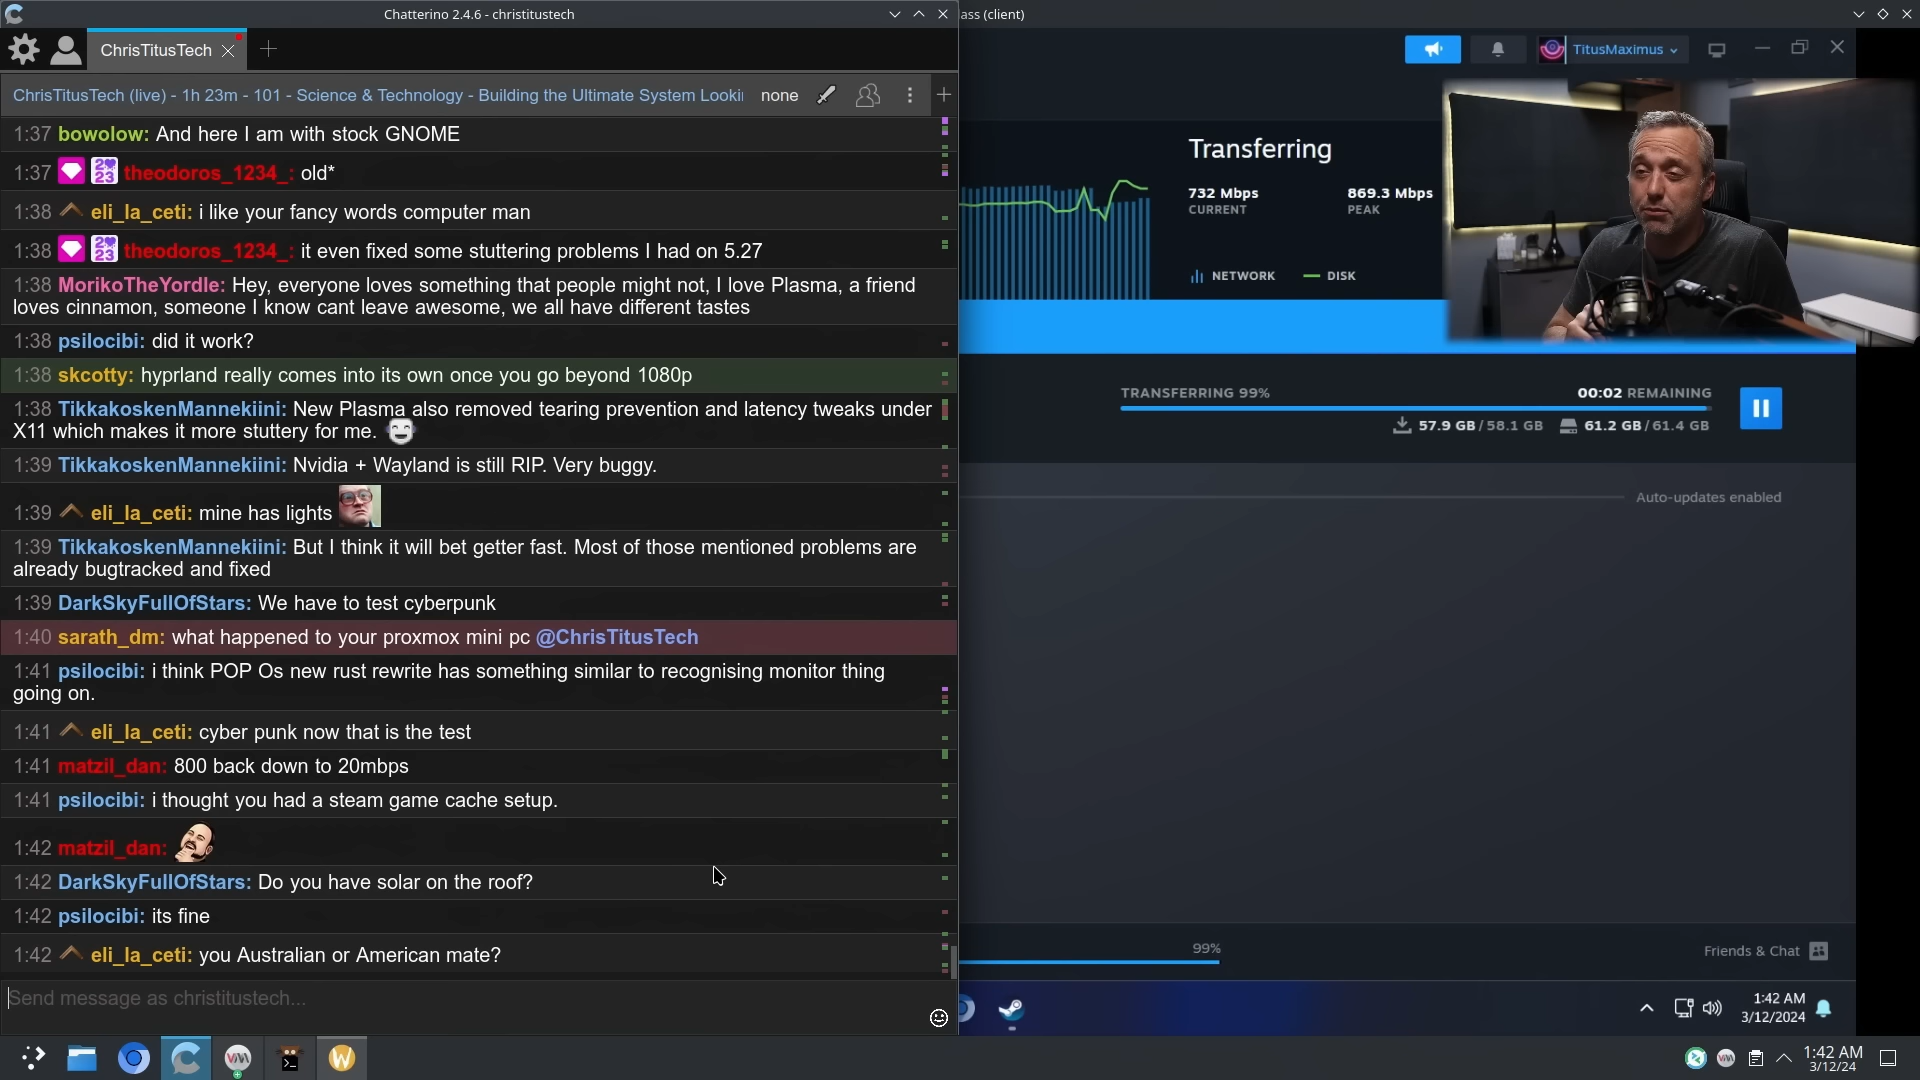 Chatterino 2.4.6 - christitustech
ass (client)
ChrisTitusTech
TitusMaximus
ChrisTitusTech (live) - 1h 23m - 101 - Science & Technology - Building the Ultimate System Looki
none
1:37 bowolow: And here I am with stock GNOME
1:37 theodoros_1234_: old*
1:38 eli_la_ceti: i like your fancy words computer man
1:38 theodoros_1234_: it even fixed some stuttering problems I had on 5.27
1:38 MorikoTheYordle: Hey, everyone loves something that people might not, I love Plasma, a friend
loves cinnamon, someone I know cant leave awesome, we all have different tastes
1:38 psilocibi: did it work?
1:38 skcotty: hyprland really comes into its own once you go beyond 1080p
1:38 TikkakoskenMannekiini: New Plasma also removed tearing prevention and latency tweaks under
X11 which makes it more stuttery for me.
1:39 TikkakoskenMannekiini: Nvidia + Wayland is still RIP. Very buggy.
1:39 eli_la_ceti: mine has lights
1:39 TikkakoskenMannekiini: But I think it will bet getter fast. Most of those mentioned problems are
already bugtracked and fixed
1:39 DarkSkyFullOfStars: We have to test cyberpunk
1:40 sarath_dm: what happened to your proxmox mini pc @ChrisTitusTech
1:41 psilocibi: i think POP Os new rust rewrite has something similar to recognising monitor thing
going on.
1:41 eli_la_ceti: cyber punk now that is the test
1:41 matzil_dan: 800 back down to 20mbps
1:41 psilocibi: i thought you had a steam game cache setup.
1:42 matzil_dan:
1:42 DarkSkyFullOfStars: Do you have solar on the roof?
1:42 psilocibi: its fine
1:42 eli_la_ceti: you Australian or American mate?
Send message as christitustech...
Transferring
732 Mbps
CURRENT
869.3 Mbps
PEAK
NETWORK
DISK
TRANSFERRING 99%
00:02 REMAINING
57.9 GB / 58.1 GB
61.2 GB / 61.4 GB
Auto-updates enabled
99%
Friends & Chat
1:42 AM
3/12/2024
1:42 AM
3/12/24